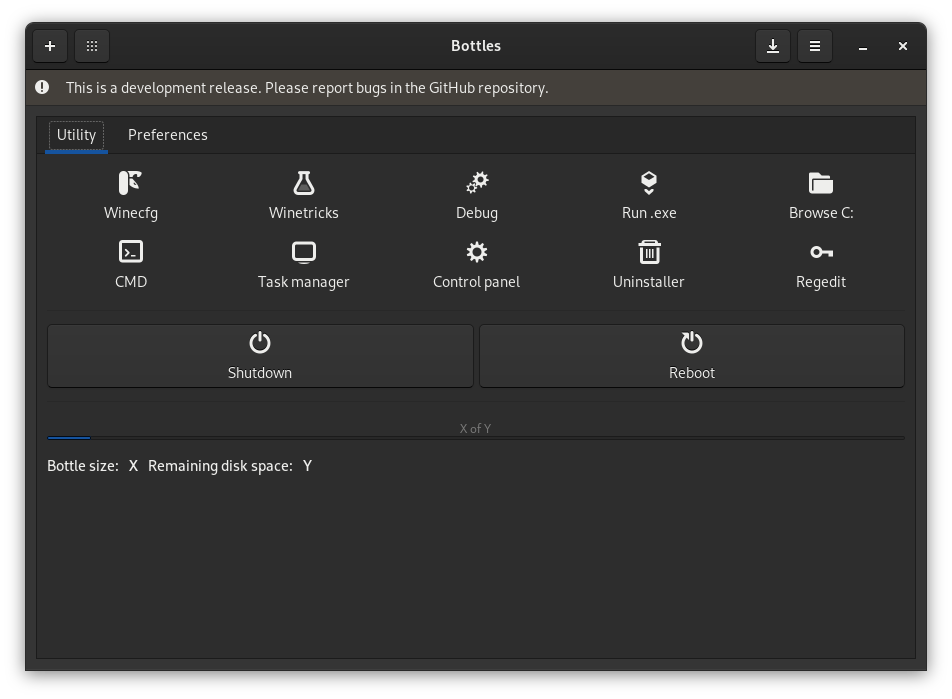 Bottles
This is a development release. Please report bugs in the GitHub repository.
Utility Preferences
Winecfg Winetricks Debug Run .exe Browse C:
CMD Task manager Control panel Uninstaller Regedit
Shutdown Reboot
X of Y
Bottle size: X Remaining disk space: Y